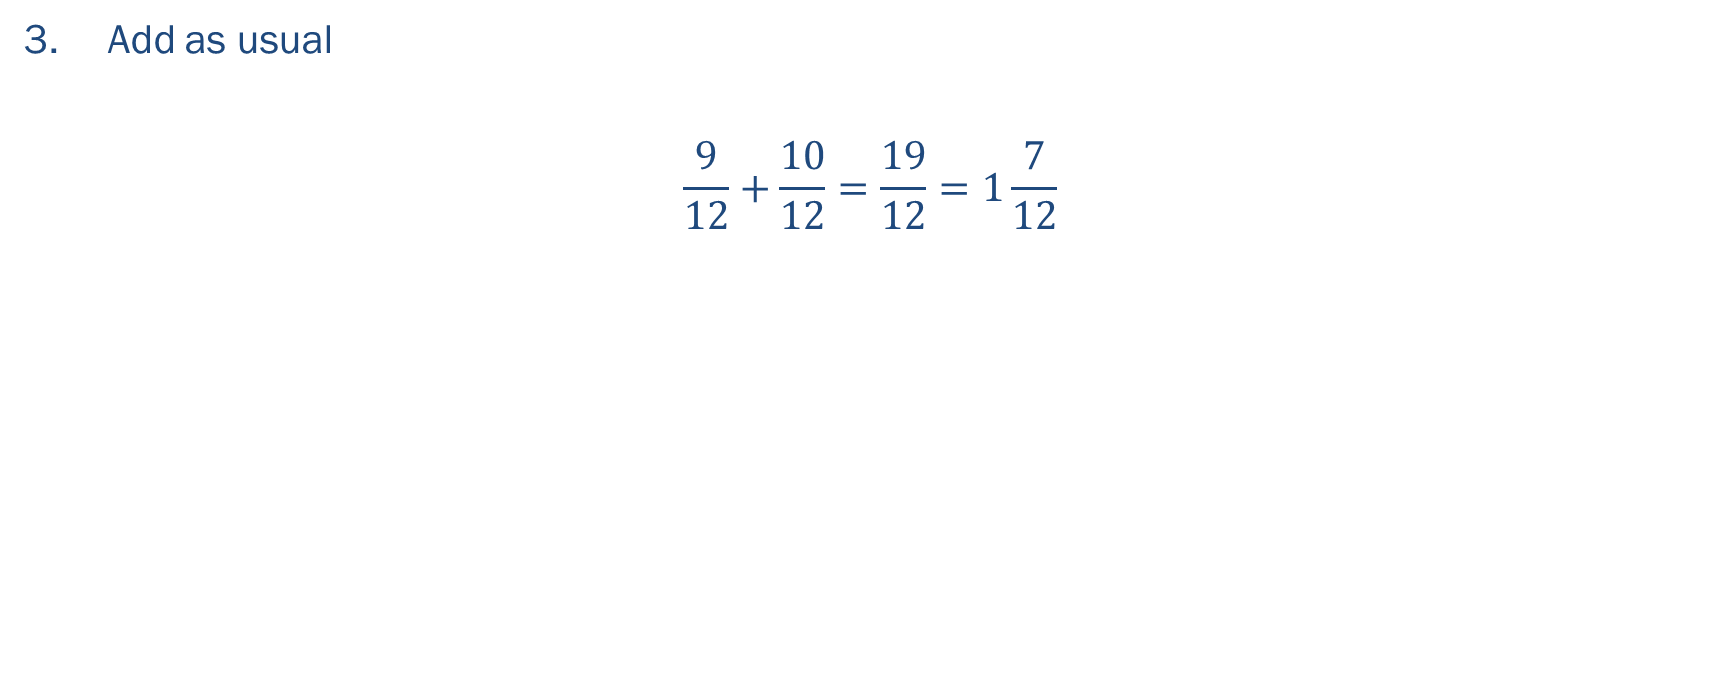 3. Add as usual
9/12 + 10/12 = 19/12 = 1 7/12